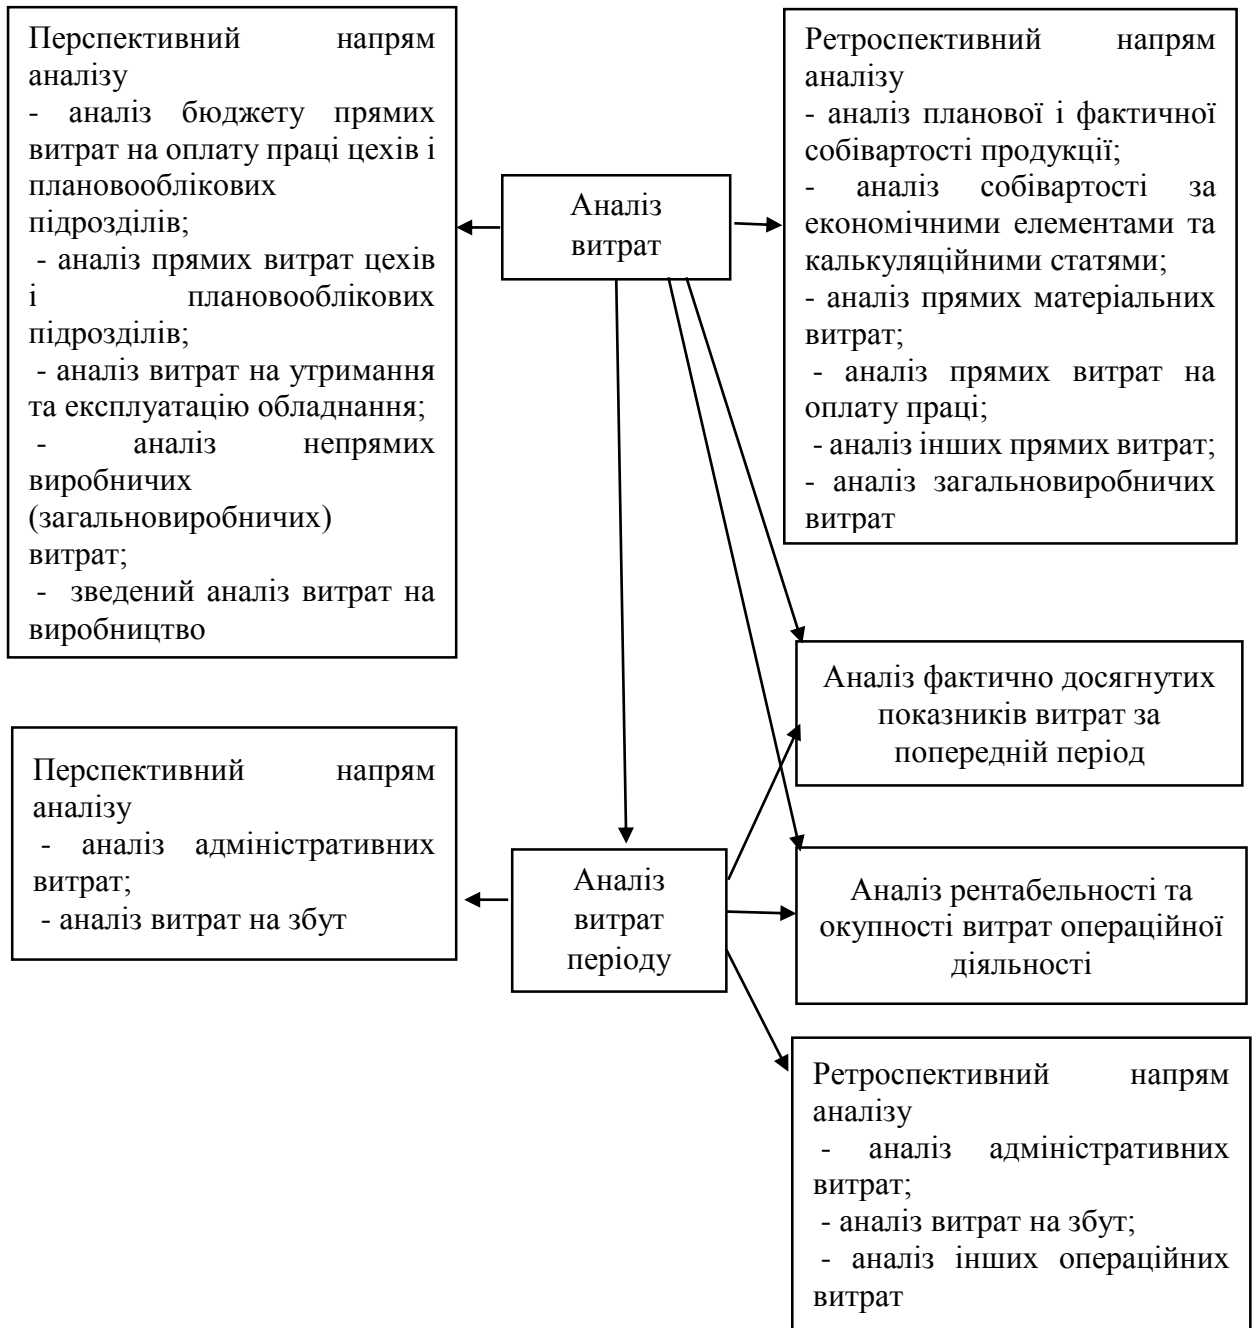 Перспективний напрям
аналізу
- аналіз бюджету прямих
витрат на оплату праці цехів і
плановооблікових
підрозділів;
- аналіз прямих витрат цехів
і плановооблікових
підрозділів;
- аналіз витрат на утримання
та експлуатацію обладнання;
- аналіз непрямих
виробничих
(загальновиробничих)
витрат;
- зведений аналіз витрат на
виробництво
Аналіз
витрат
Ретроспективний напрям
аналізу
- аналіз планової і фактичної
собівартості продукції;
- аналіз собівартості за
економічними елементами та
калькуляційними статями;
- аналіз прямих матеріальних
витрат;
- аналіз прямих витрат на
оплату праці;
- аналіз інших прямих витрат;
- аналіз загальновиробничих
витрат
Аналіз фактично досягнутих
показників витрат за
попередній період
Перспективний напрям
аналізу
- аналіз адміністративних
витрат;
- аналіз витрат на збут
Аналіз
витрат
періоду
Аналіз рентабельності та
окупності витрат операційної
діяльності
Ретроспективний напрям
аналізу
- аналіз адміністративних
витрат;
- аналіз витрат на збут;
- аналіз інших операційних
витрат